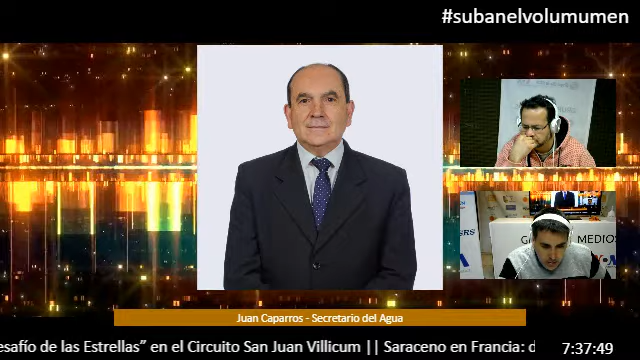 #subanelvolumumen
G MEDIOS
Juan Caparros - Secretario del Agua
esafío de las Estrellas” en el Circuito San Juan Villicum || Saraceno en Francia: d
7:37:49